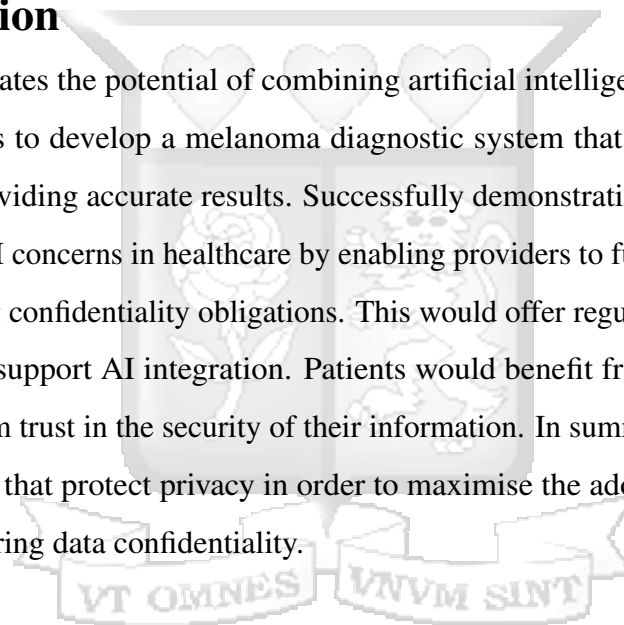 ion
ates the potential of combining artificial intellige
s to develop a melanoma diagnostic system that
viding accurate results. Successfully demonstrati
I concerns in healthcare by enabling providers to f
confidentiality obligations. This would offer regu
support AI integration. Patients would benefit fr
n trust in the security of their information. In sum
that protect privacy in order to maximise the ad
ring data confidentiality.
VT OMNES VNVM SINT